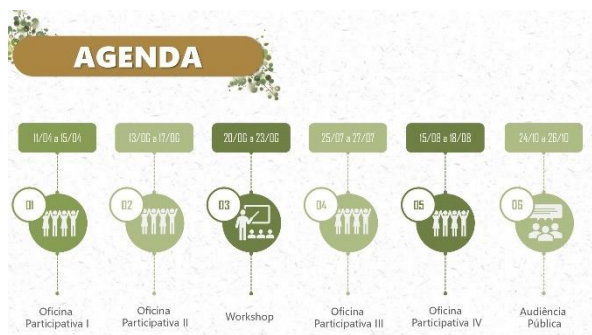 AGENDA
11/04 a 15/04
13/06 a 17/06
20/06 a 23/06
25/07 a 27/07
15/08 a 18/08
24/10 a 26/10
01
02
03
04
05
06
Oficina
Participativa I
Oficina
Participativa II
Workshop
Oficina
Participativa III
Oficina
Participativa IV
Audiência
Pública